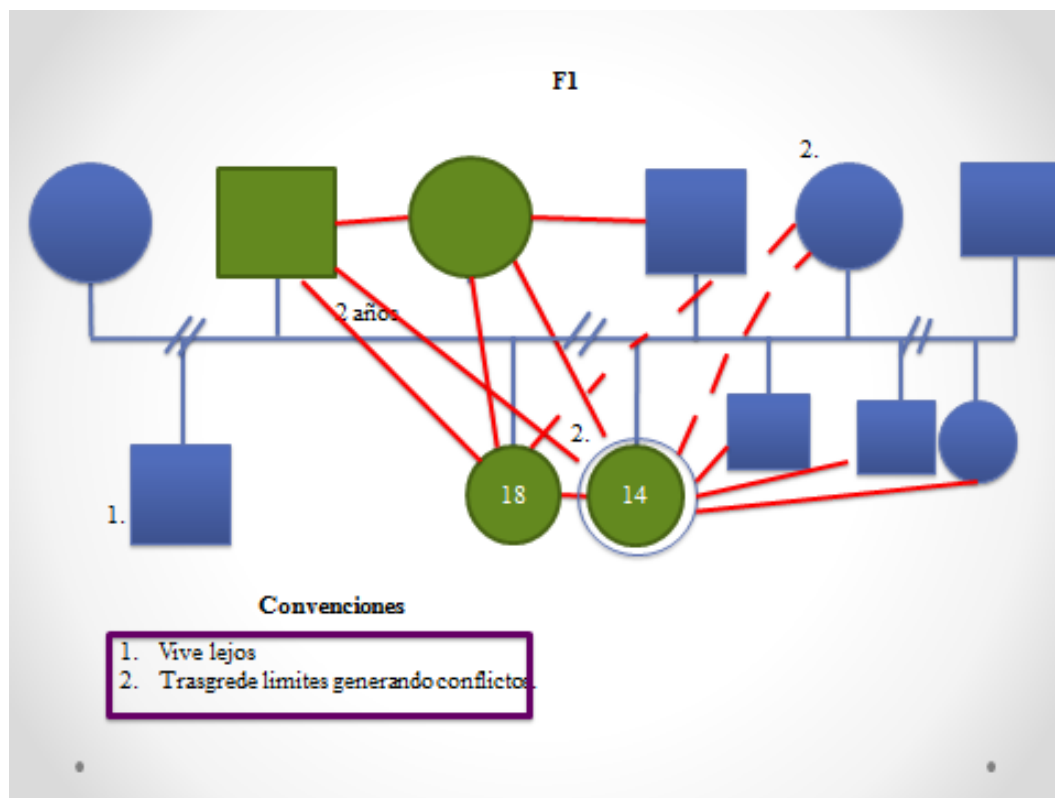 F1
2.
2 años
2.
18
14
1.
Convenciones
1. Vive lejos
2. Trasgrede limites generando conflictos.